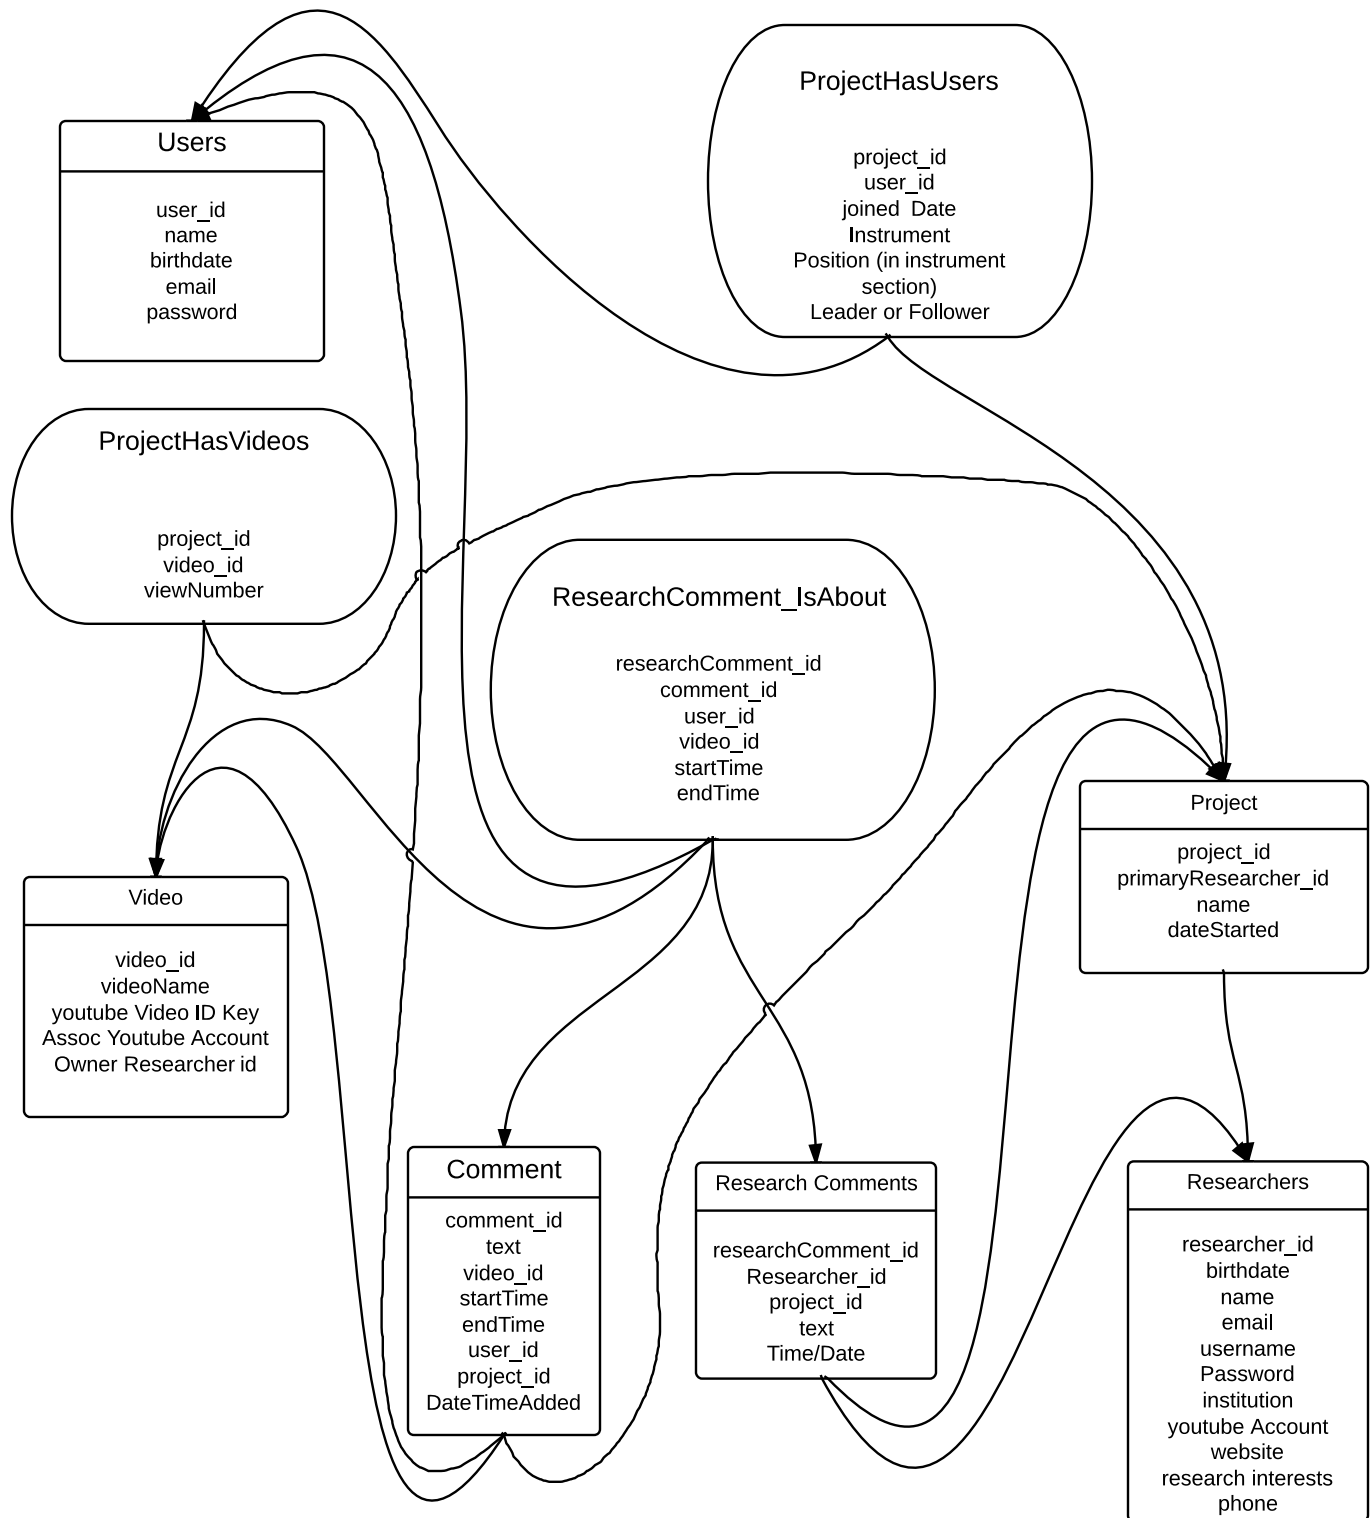 ProjectHasUsers
project_id
user_id
joined Date
Instrument
Position (in instrument
section)
Leader or Follower
Users
user_id
name
birthdate
email
password
ProjectHasVideos
project_id
video_id
viewNumber
ResearchComment_IsAbout
researchComment_id
comment_id
user_id
video_id
startTime
endTime
Project
project_id
primaryResearcher_id
name
dateStarted
Video
video_id
videoName
youtube Video ID Key
Assoc Youtube Account
Owner Researcher id
Comment
comment_id
text
video_id
startTime
endTime
user_id
project_id
DateTimeAdded
Research Comments
researchComment_id
Researcher_id
project_id
text
Time/Date
Researchers
researcher_id
birthdate
name
email
username
Password
institution
youtube Account
website
research interests
phone